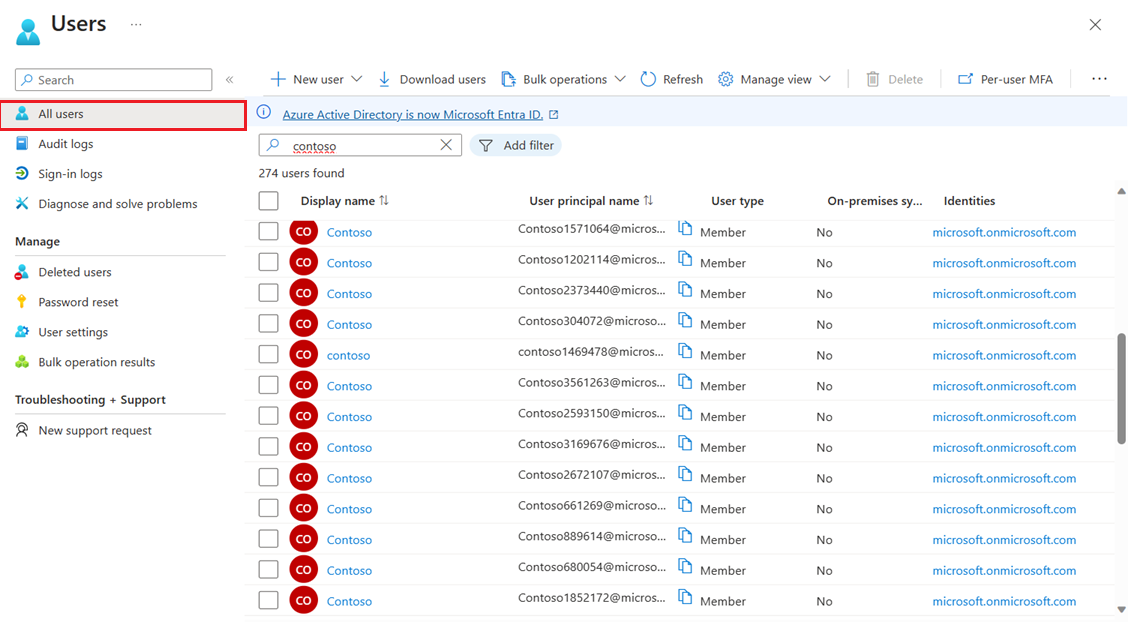 Users ...
Search «
All users
Audit logs
Sign-in logs
Diagnose and solve problems
Manage
Deleted users
Password reset
User settings
Bulk operation results
Troubleshooting + Support
New support request
New user Download users Bulk operations Refresh Manage view Delete Per-user MFA ...
Azure Active Directory is now Microsoft Entra ID.
contoso Add filter
274 users found
Display name User principal name User type On-premises sy... Identities
CO Contoso Contoso1571064@micros... Member No microsoft.onmicrosoft.com
CO Contoso Contoso1202114@micros... Member No microsoft.onmicrosoft.com
CO Contoso Contoso2373440@micros... Member No microsoft.onmicrosoft.com
CO Contoso Contoso304072@microso... Member No microsoft.onmicrosoft.com
CO contoso contoso1469478@micros... Member No microsoft.onmicrosoft.com
CO Contoso Contoso3561263@micros... Member No microsoft.onmicrosoft.com
CO Contoso Contoso2593150@micros... Member No microsoft.onmicrosoft.com
CO Contoso Contoso3169676@micros... Member No microsoft.onmicrosoft.com
CO Contoso Contoso2672107@micros... Member No microsoft.onmicrosoft.com
CO Contoso Contoso661269@microso... Member No microsoft.onmicrosoft.com
CO Contoso Contoso889614@microso... Member No microsoft.onmicrosoft.com
CO Contoso Contoso680054@microso... Member No microsoft.onmicrosoft.com
CO Contoso Contoso1852172@micros... Member No microsoft.onmicrosoft.com